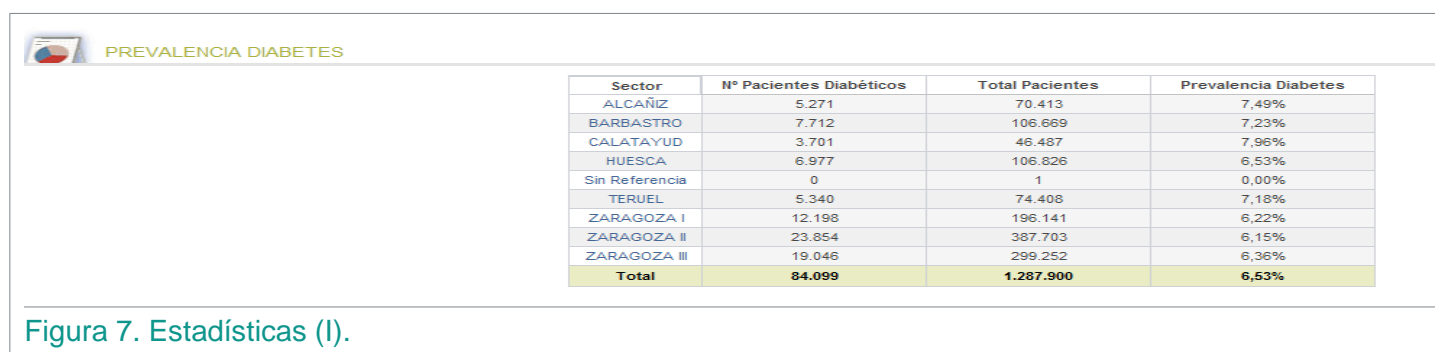 PREVALENCIA DIABETES
Sector Nº Pacientes Diabéticos Total Pacientes Prevalencia Diabetes
ALCAÑIZ 5.271 70.413 7,49%
BARBASTRO 7.712 106.669 7,23%
CALATAYUD 3.701 46.487 7,96%
HUESCA 6.977 106.826 6,53%
Sin Referencia 0 1 0,00%
TERUEL 5.340 74.408 7,18%
ZARAGOZA I 12.198 196.141 6,22%
ZARAGOZA II 23.854 387.703 6,15%
ZARAGOZA III 19.046 299.252 6,36%
Total 84.099 1.287.900 6,53%
Figura 7. Estadísticas (I).